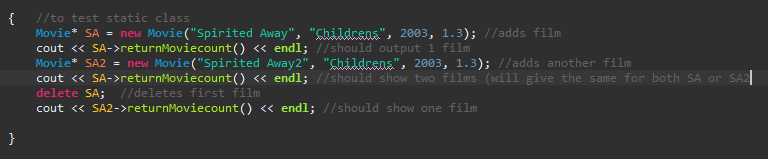 {   //to test static class
Movie* SA = new Movie("Spirited Away", "Childrens", 2003, 1.3); //adds film
cout << SA->returnMoviecount() << endl; //should output 1 film
Movie* SA2 = new Movie("Spirited Away2", "Childrens", 2003, 1.3); //adds another film
cout << SA->returnMoviecount() << endl; //should show two films (will give the same for both SA or SA2
delete SA;  //deletes first film
cout << SA2->returnMoviecount() << endl; //should show one film
}